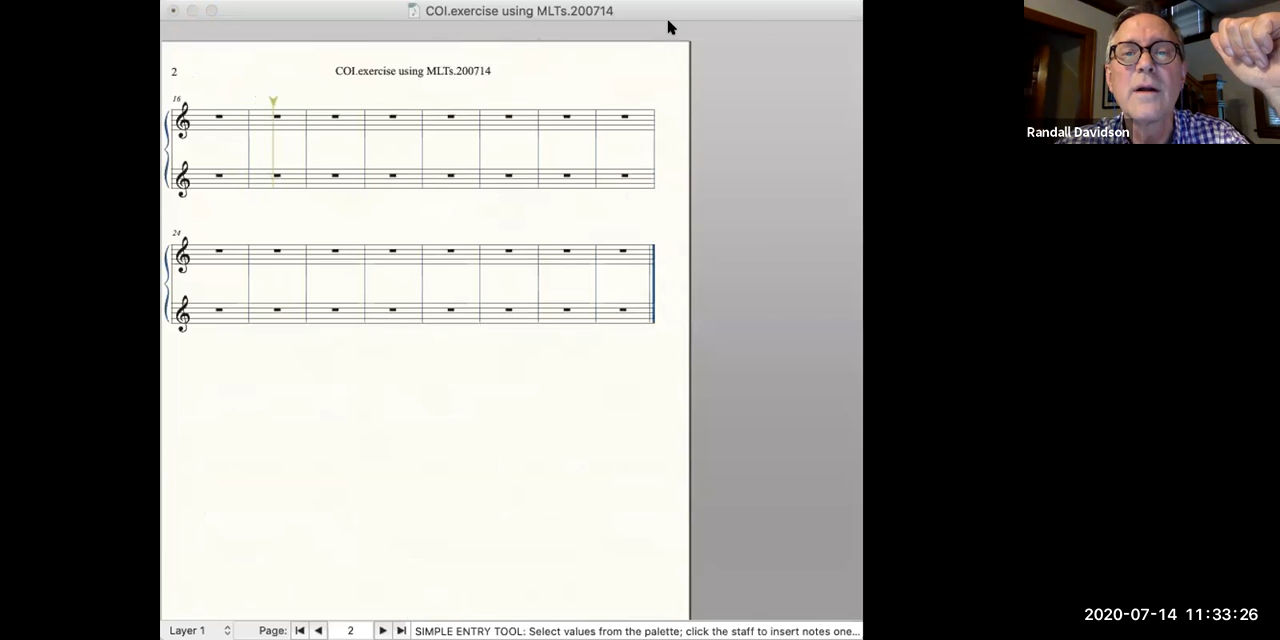 COI.exercise using MLTs.200714
2
COI.exercise using MLTs.200714
16
24
Randall Davidson
Layer 1
Page:
2
SIMPLE ENTRY TOOL: Select values from the palette; click the staff to insert notes one...
2020-07-14 11:33:26